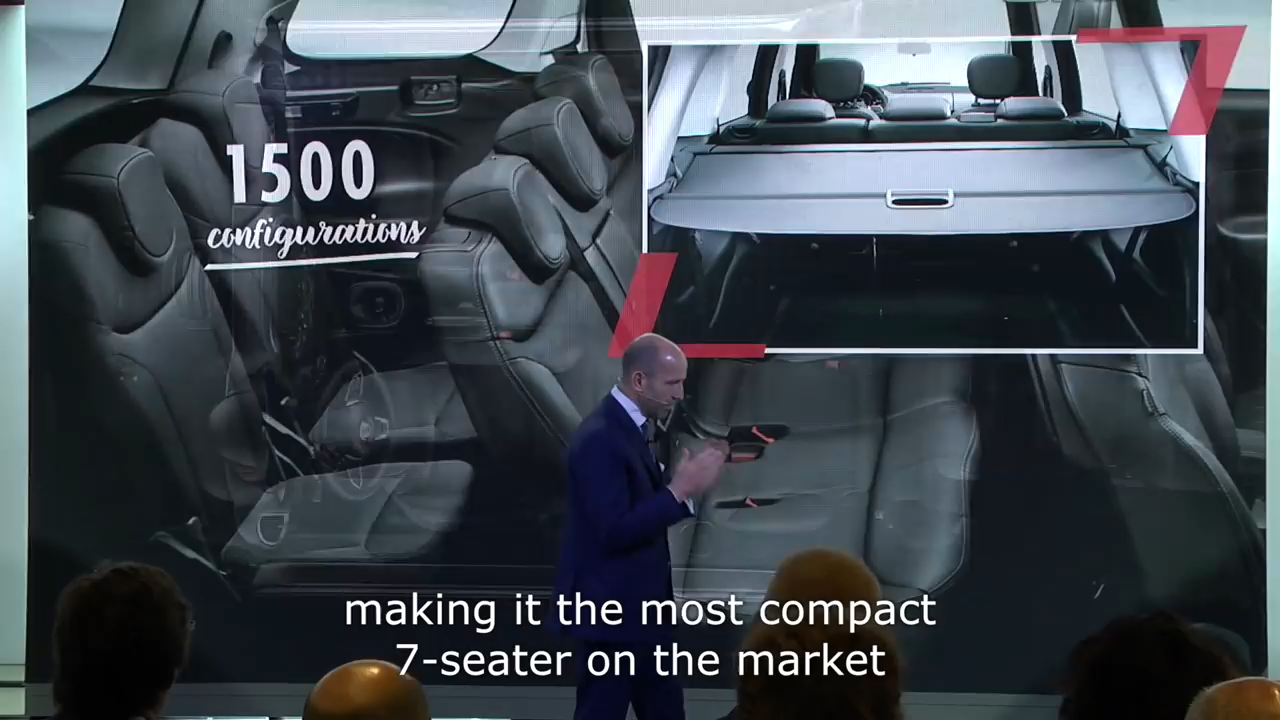 1500
configurations
making it the most compact
7-seater on the market